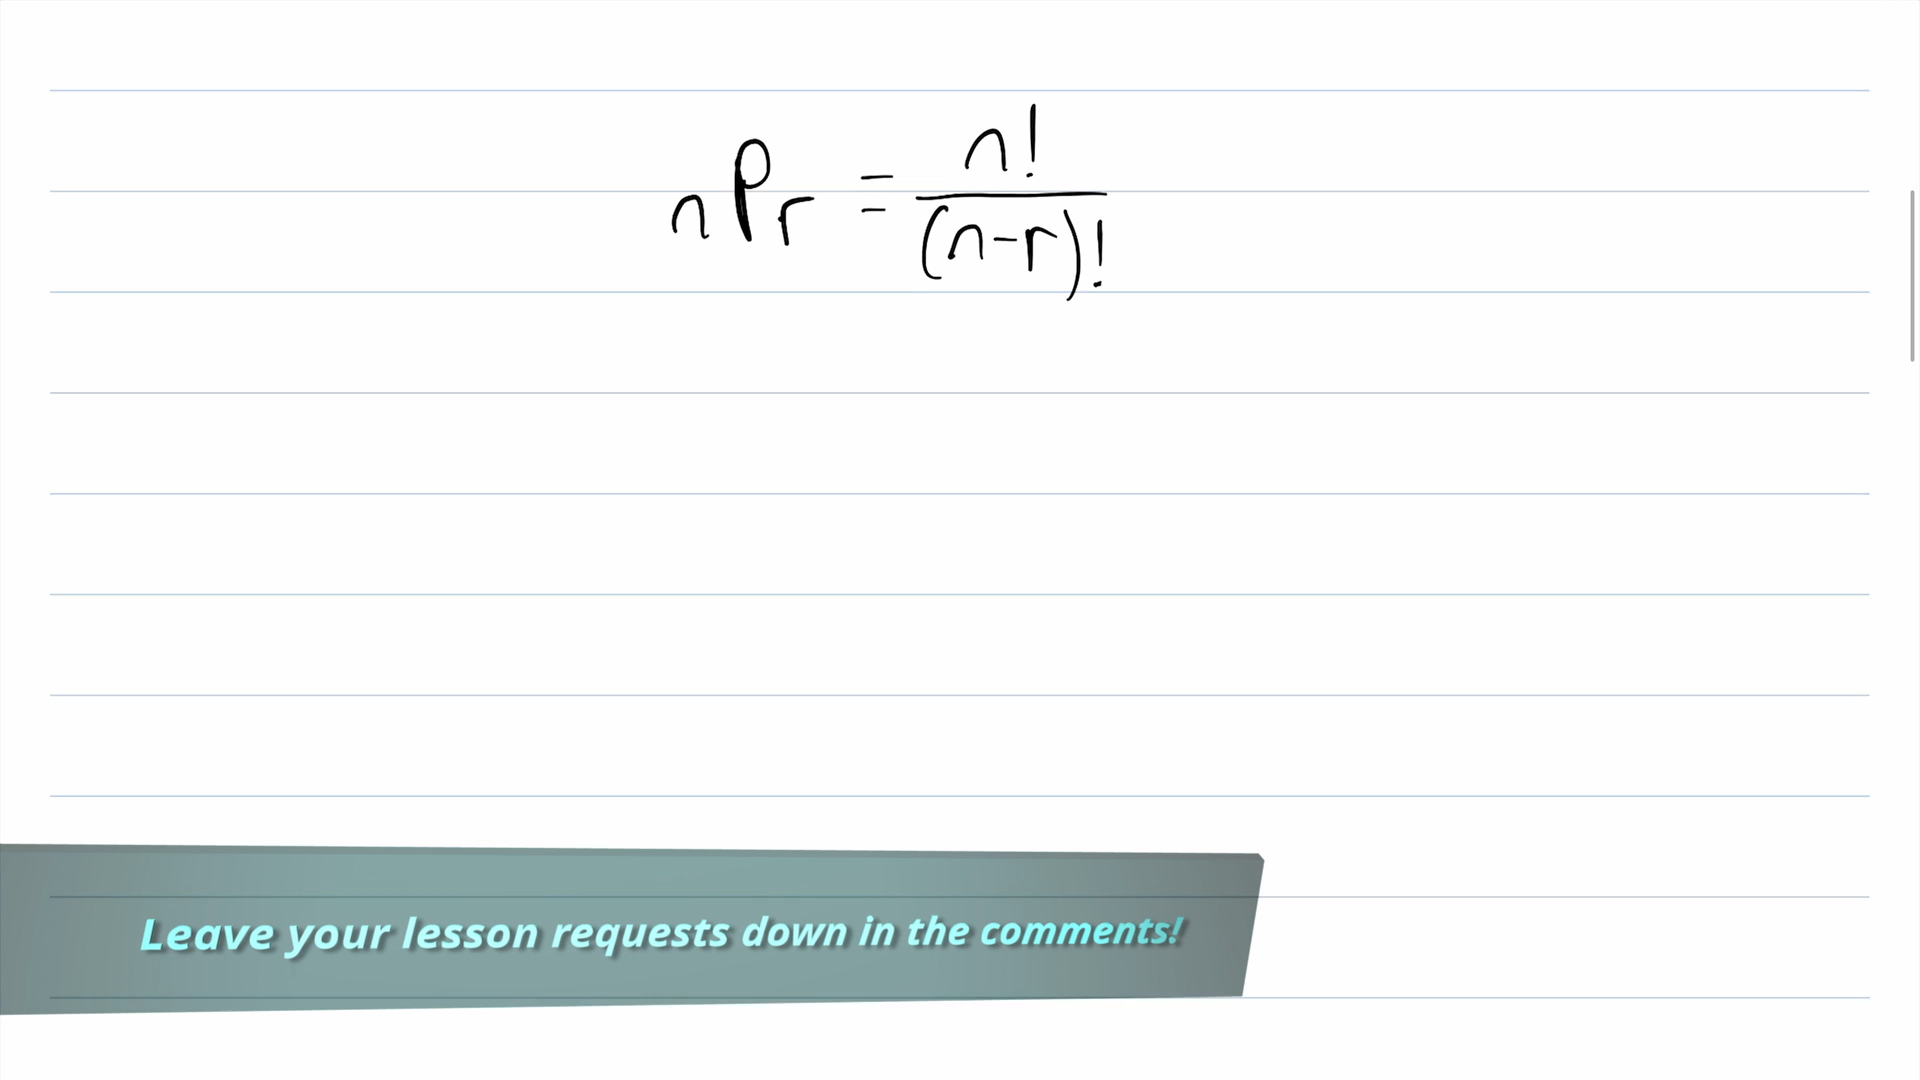 nPr = n!/(n-r)!
Leave your lesson requests down in the comments!